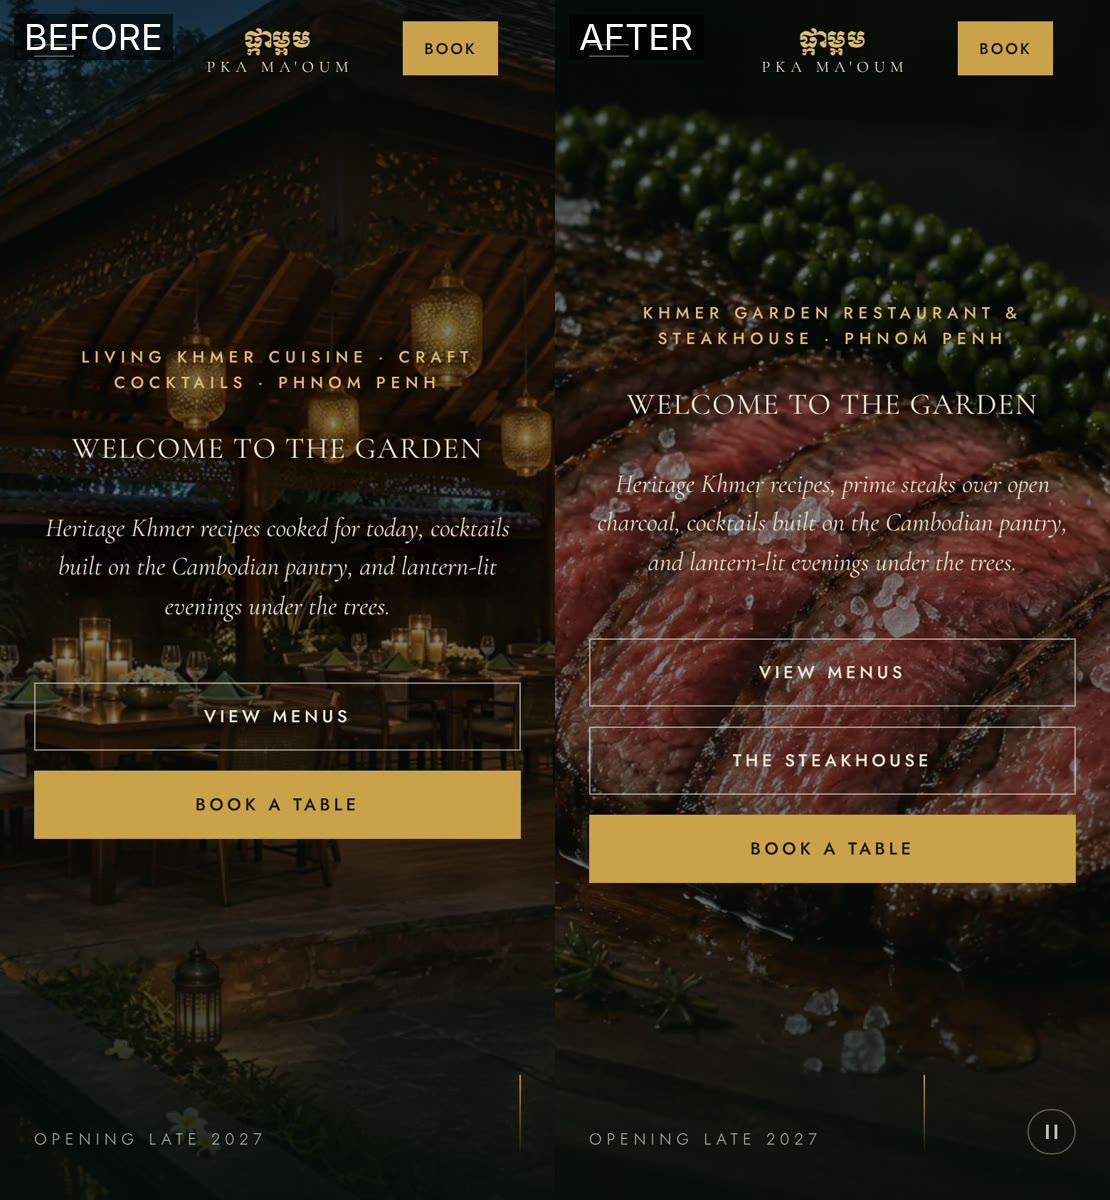 BEFORE
ផ្កាម្អម
PKA MA'OUM
BOOK
LIVING KHMER CUISINE · CRAFT
COCKTAILS · PHNOM PENH
WELCOME TO THE GARDEN
Heritage Khmer recipes cooked for today, cocktails
built on the Cambodian pantry, and lantern-lit
evenings under the trees.
VIEW MENUS
BOOK A TABLE
OPENING LATE 2027
AFTER
ផ្កាម្អម
PKA MA'OUM
BOOK
KHMER GARDEN RESTAURANT &
STEAKHOUSE · PHNOM PENH
WELCOME TO THE GARDEN
Heritage Khmer recipes, prime steaks over open
charcoal, cocktails built on the Cambodian pantry,
and lantern-lit evenings under the trees.
VIEW MENUS
THE STEAKHOUSE
BOOK A TABLE
OPENING LATE 2027